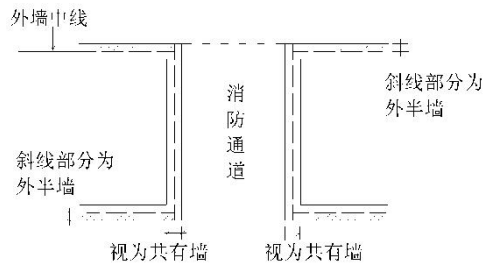 外墙中线
斜线部分为
外半墙
消防通道
斜线部分为
外半墙
视为共有墙
视为共有墙